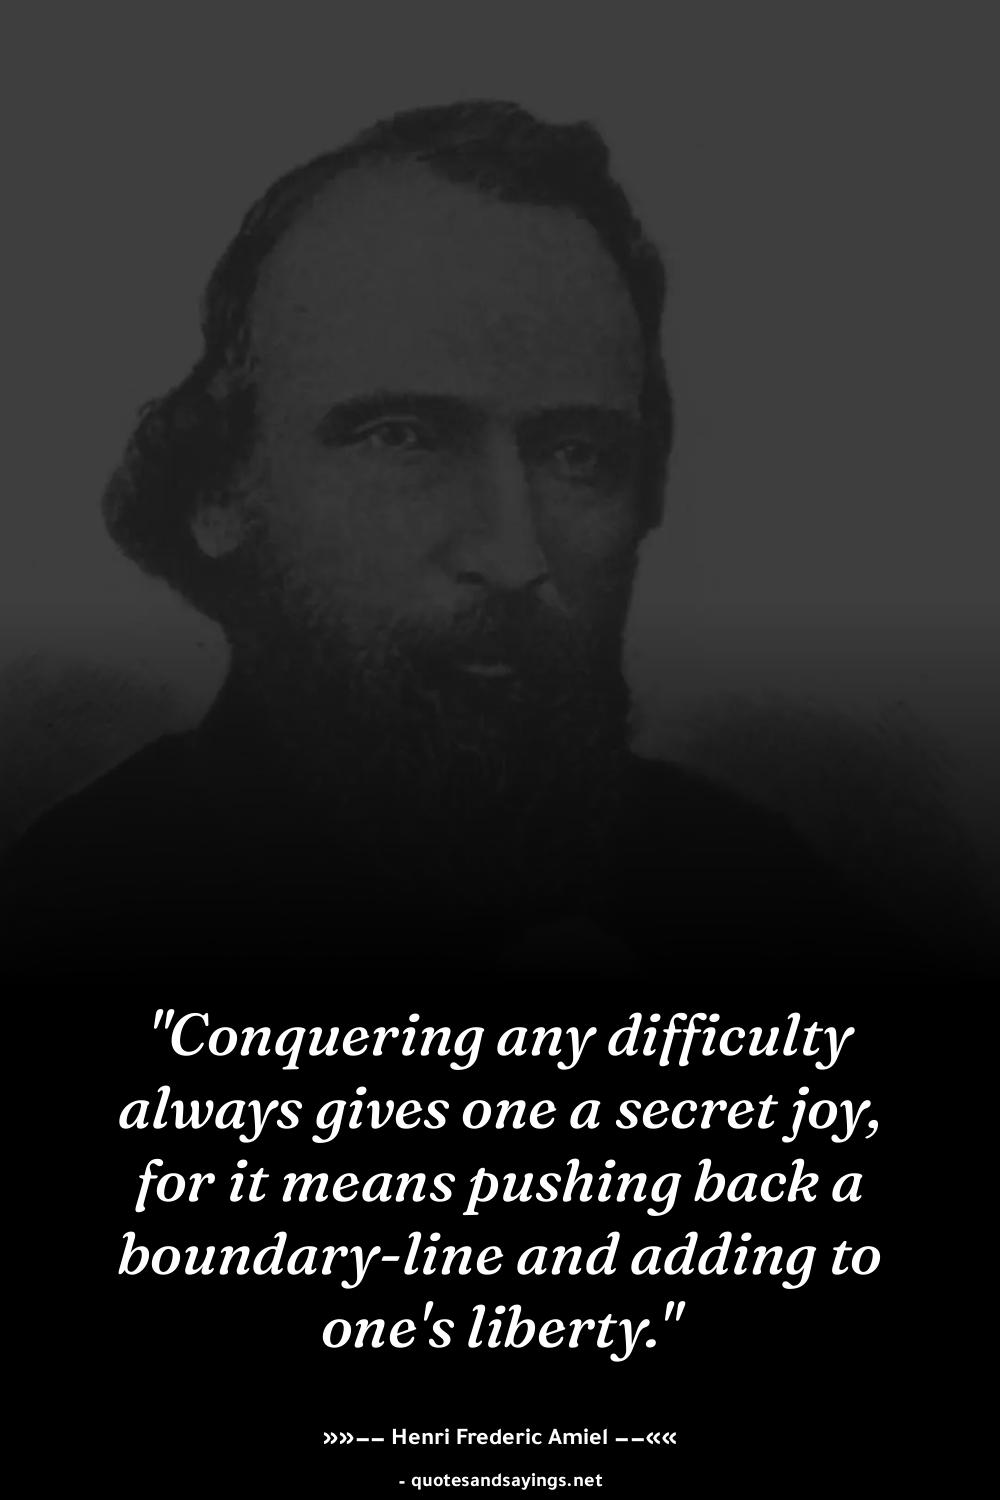 "Conquering any difficulty
always gives one a secret joy,
for it means pushing back a
boundary-line and adding to
one's liberty."
»»−− Henri Frederic Amiel −−««
- quotesandsayings.net